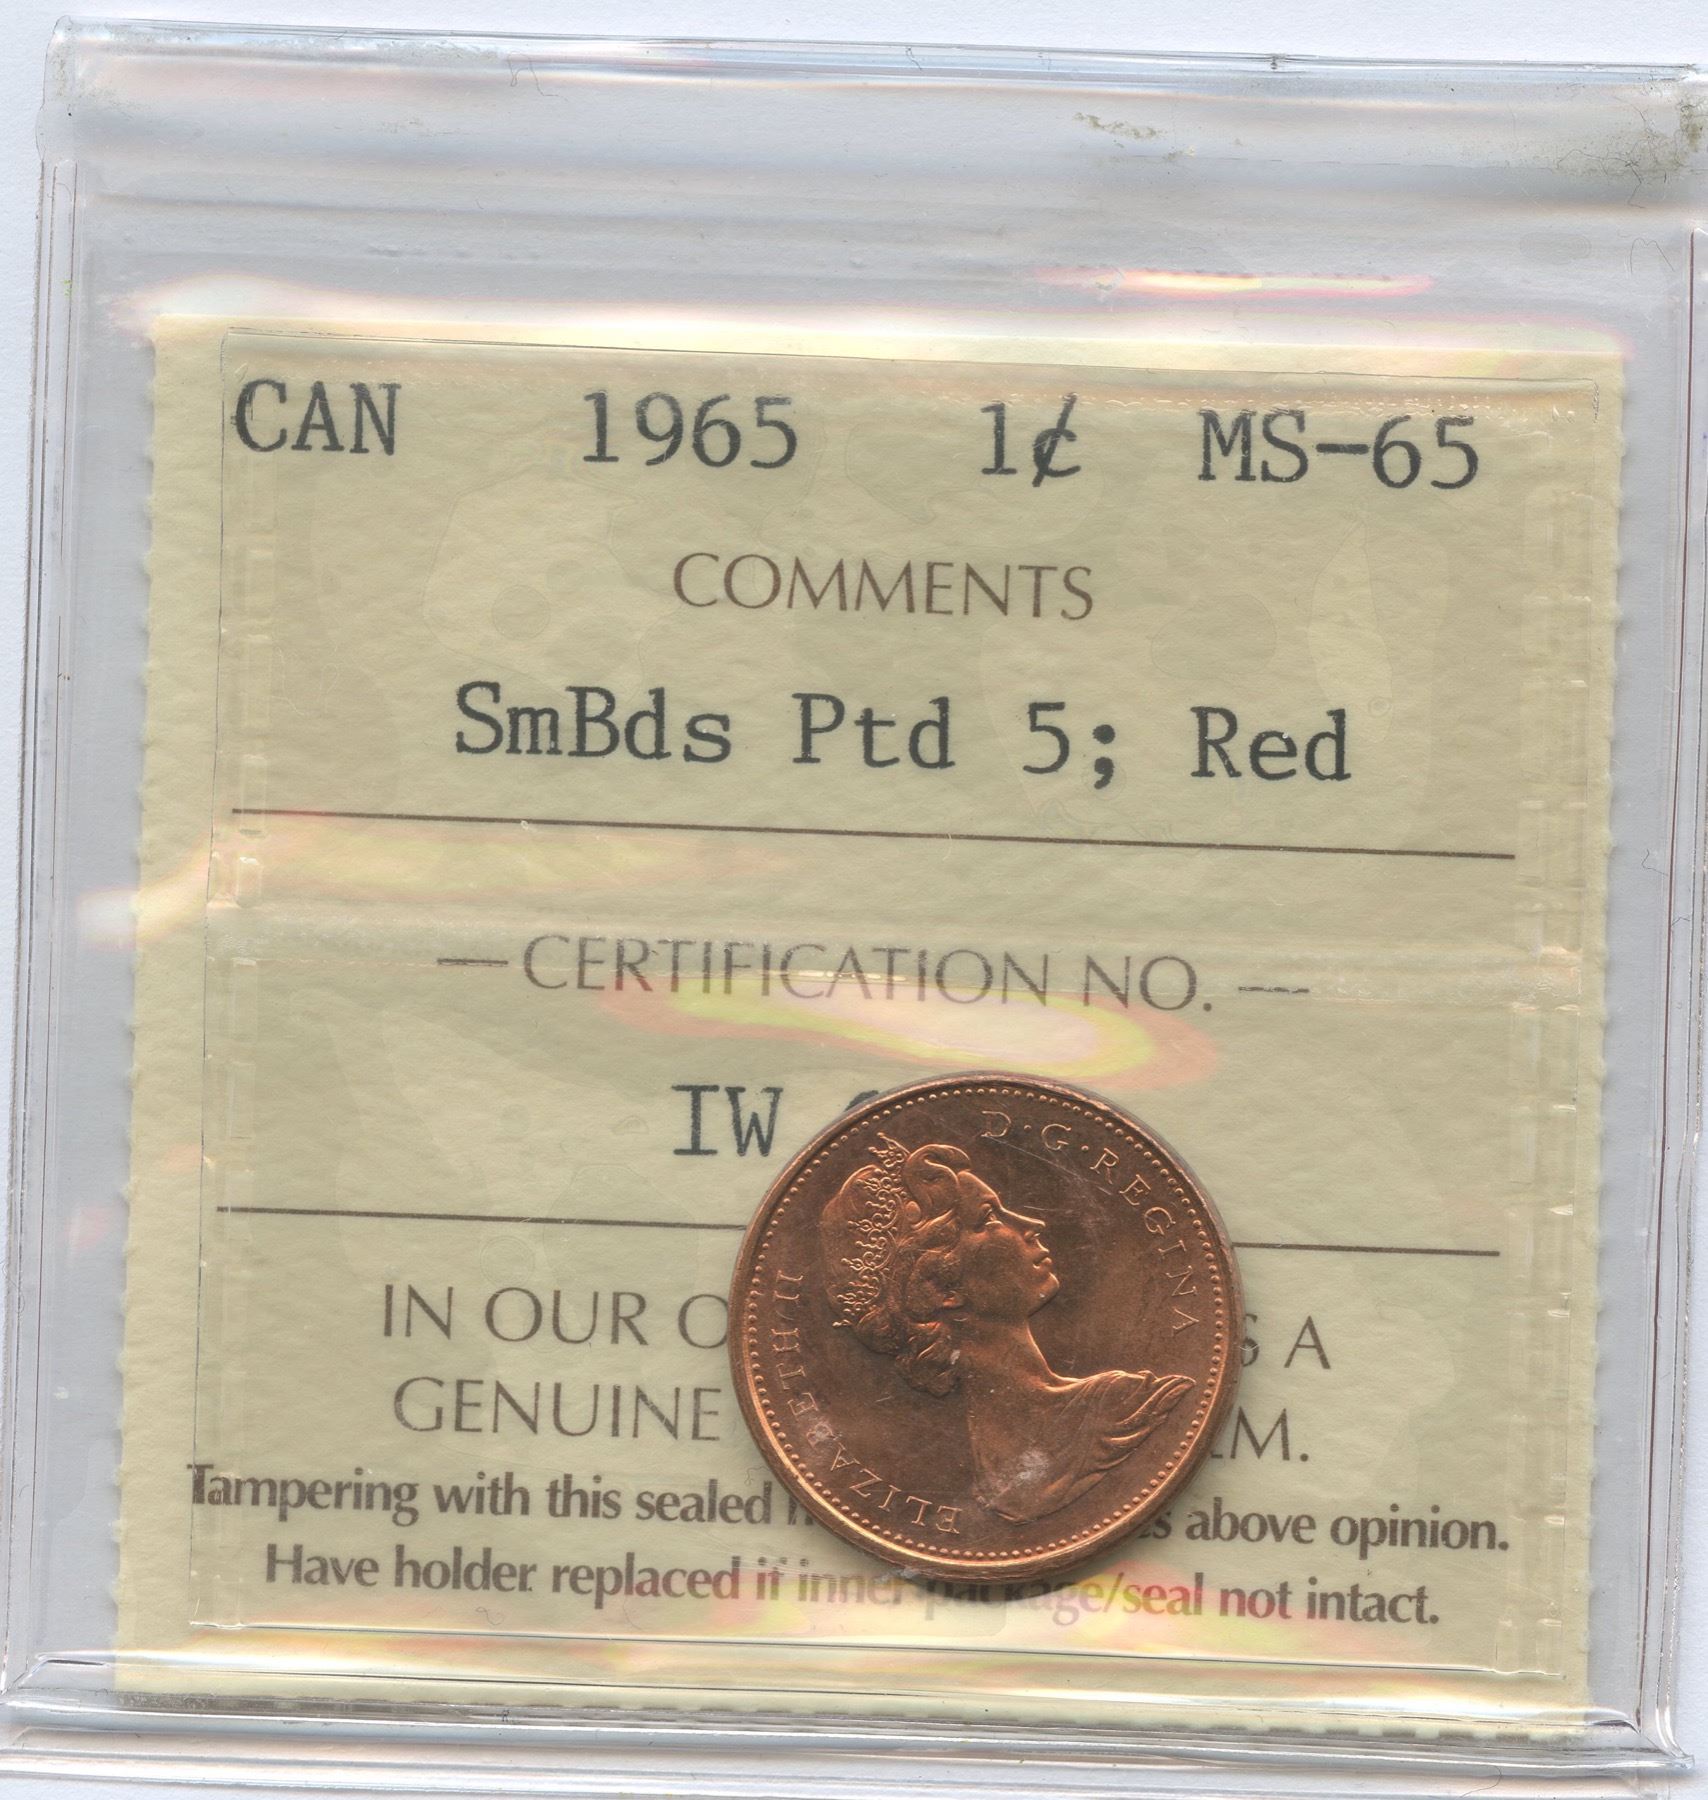 CAN 1965 1¢ MS-65
COMMENTS
SmBds Ptd 5; Red
— CERTIFICATION NO. —
IW
IN OUR A
GENUINE
Tampering with this sealed above opinion.
Have holder replaced if inner package/seal not intact.
ELIZABETH II D·G·REGINA